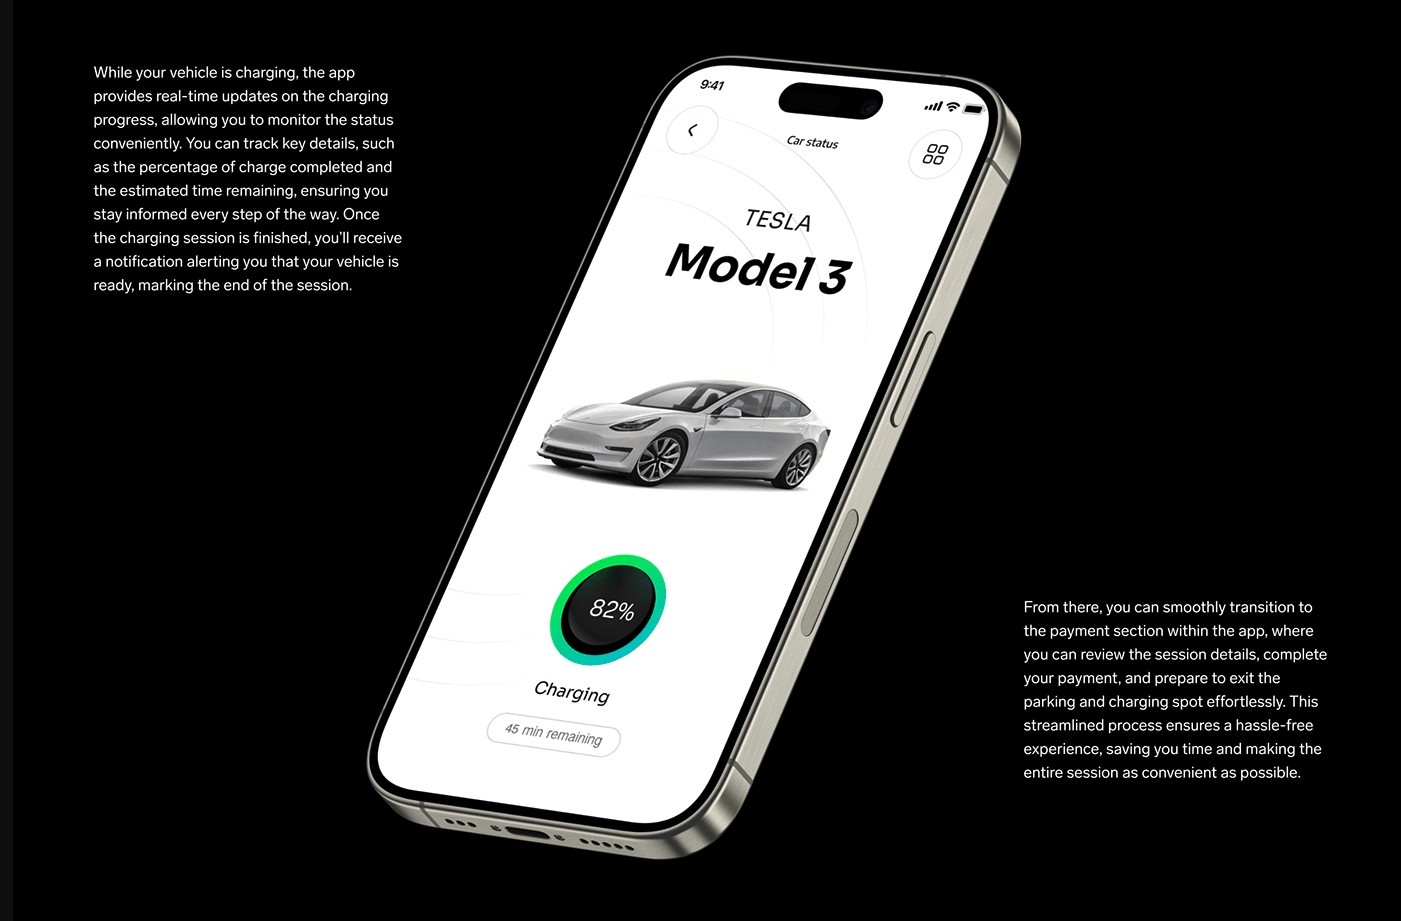 While your vehicle is charging, the app
provides real-time updates on the charging
progress, allowing you to monitor the status
conveniently. You can track key details, such
as the percentage of charge completed and
the estimated time remaining, ensuring you
stay informed every step of the way. Once
the charging session is finished, you'll receive
a notification alerting you that your vehicle is
ready, marking the end of the session.
9:41
Car status
TESLA
Model 3
82%
Charging
45 min remaining
From there, you can smoothly transition to
the payment section within the app, where
you can review the session details, complete
your payment, and prepare to exit the
parking and charging spot effortlessly. This
streamlined process ensures a hassle-free
experience, saving you time and making the
entire session as convenient as possible.